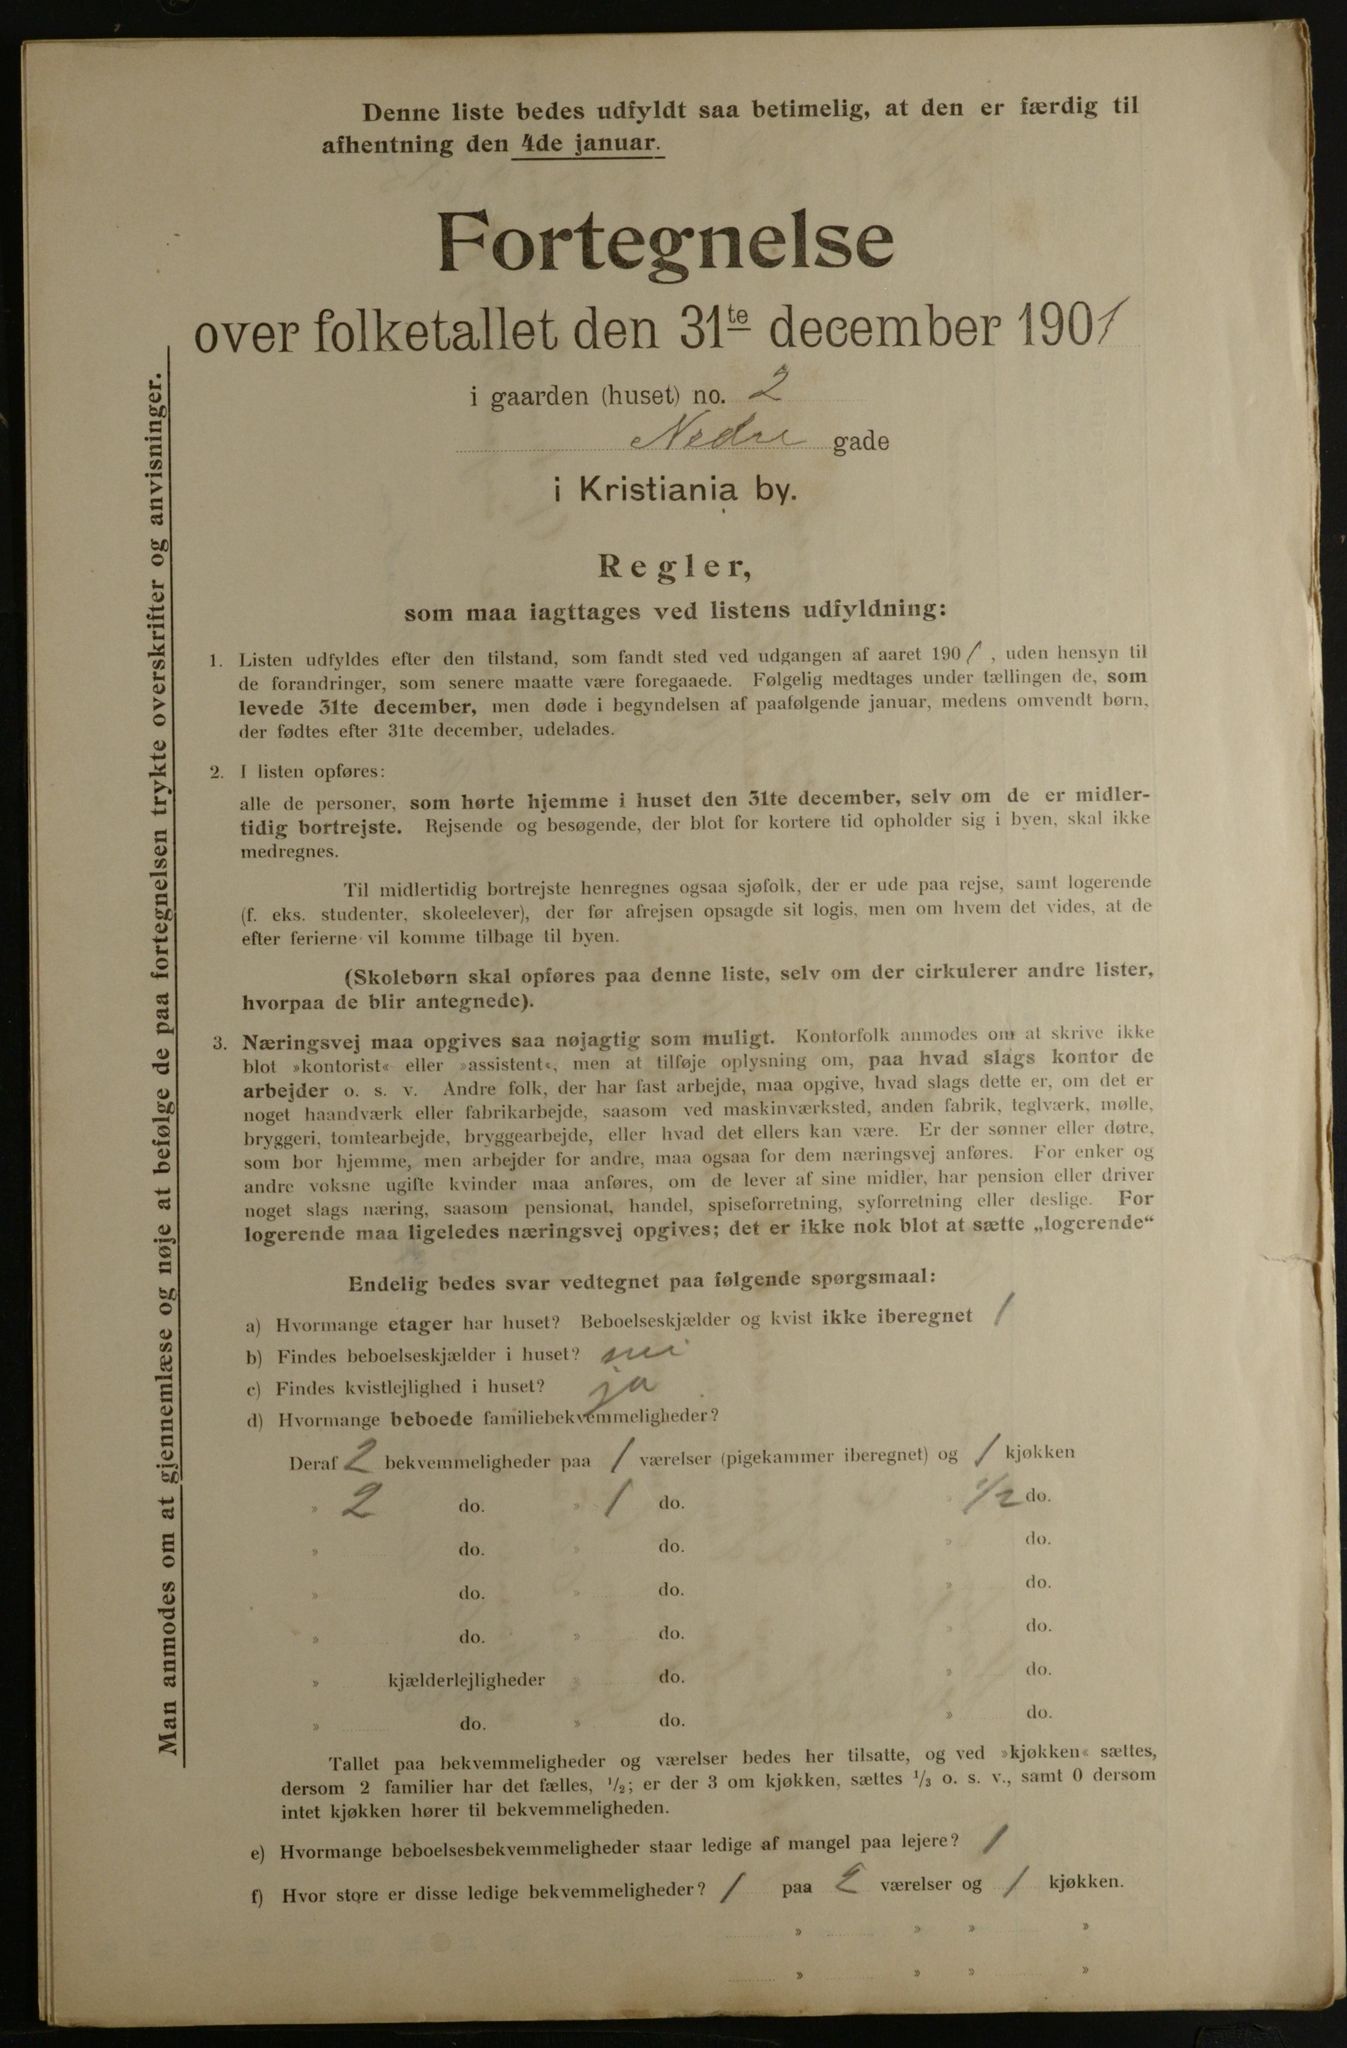 Denne liste bedes udfyldt saa betimelig, at den er færdig til
afhentning den 4de januar.
Fortegnelse
over folketallet den 31te december 1901
i gaarden (huset) no. 2
Nedre gade
i Kristiania by.
Regler,
som maa iagttages ved listens udfyldning:
1. Listen udfyldes efter den tilstand, som fandt sted ved udgangen af aaret 1901, uden hensyn til
de forandringer, som senere maatte være foregaaede. Følgelig medtages under tællingen de, som
levede 31te december, men døde i begyndelsen af paafølgende januar, medens omvendt børn,
der fødtes efter 31te december, udelades.
2. I listen opføres:
alle de personer, som hørte hjemme i huset den 31te december, selv om de er midler-
tidig bortrejste. Rejsende og besøgende, der blot for kortere tid opholder sig i byen, skal ikke
medregnes.
Til midlertidig bortrejste henregnes ogsaa sjøfolk, der er ude paa rejse, samt logerende
(f. eks. studenter, skoleelever), der før afrejsen opsagde sit logis, men om hvem det vides, at de
efter ferierne vil komme tilbage til byen.
(Skolebørn skal opføres paa denne liste, selv om der cirkulerer andre lister,
hvorpaa de blir antegnede).
3. Næringsvej maa opgives saa nøjagtig som muligt. Kontorfolk anmodes om at skrive ikke
blot »kontorist« eller »assistent«, men at tilføje oplysning om, paa hvad slags kontor de
arbejder o. s. v. Andre folk, der har fast arbejde, maa opgive, hvad slags dette er, om det er
noget haandværk eller fabrikarbejde, saasom ved maskinværksted, anden fabrik, teglværk, mølle,
bryggeri, tomtearbejde, bryggearbejde, eller hvad det ellers kan være. Er der sønner eller døtre,
som bor hjemme, men arbejder for andre, maa ogsaa for dem næringsvej anføres. For enker og
andre voksne ugifte kvinder maa anføres, om de lever af sine midler, har pension eller driver
noget slags næring, saasom pensionat, handel, spiseforretning, syforretning eller deslige. For
logerende maa ligeledes næringsvej opgives; det er ikke nok blot at sætte „logerende“
Endelig bedes svar vedtegnet paa følgende spørgsmaal:
a) Hvormange etager har huset? Beboelseskjælder og kvist ikke iberegnet 1
b) Findes beboelseskjælder i huset? nei
c) Findes kvistlejlighed i huset? ja
d) Hvormange beboede familiebekvemmeligheder?
Deraf 2 bekvemmeligheder paa 1 værelser (pigekammer iberegnet) og 1 kjøkken
» 2 do. » 1 do. » 1/2 do.
» do. » do. » do.
» do. » do. » do.
» do. » do. » do.
» kjælderlejligheder » do. » do.
» do. » do. » do.
Tallet paa bekvemmeligheder og værelser bedes her tilsatte, og ved »kjøkken« sættes,
dersom 2 familier har det fælles, 1/2; er der 3 om kjøkken, sættes 1/3 o. s. v., samt 0 dersom
intet kjøkken hører til bekvemmeligheden.
e) Hvormange beboelsesbekvemmeligheder staar ledige af mangel paa lejere? 1
f) Hvor store er disse ledige bekvemmeligheder? 1 paa 2 værelser og 1 kjøkken.
» » » »
» » » »
Man anmodes om at gjennemlæse og nøje at befølge de paa fortegnelsen trykte overskrifter og anvisninger.